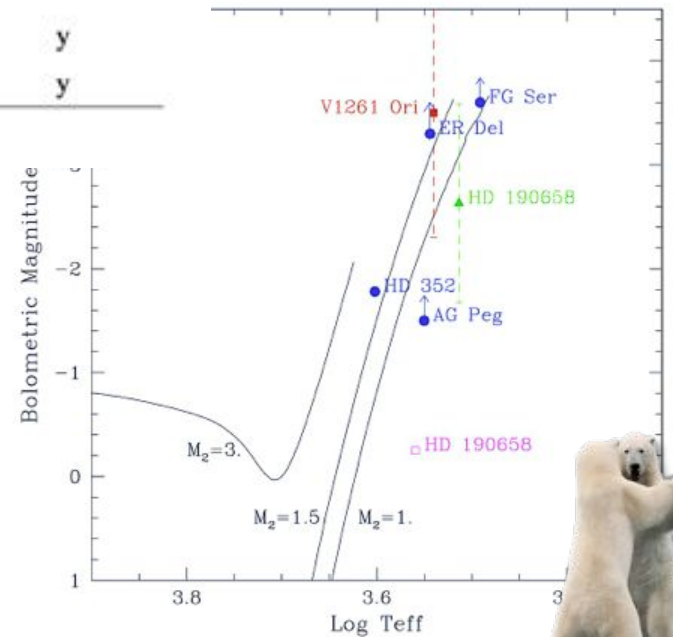 y
y
FG Ser
V1261 Ori
ER Del
HD 190658
-2
HD 352
AG Peg
-1
HD 190658
M₂=3.
0
M₂=1.5
M₂=1.
1
3.8
3.6
Log Teff
Bolometric Magnitude